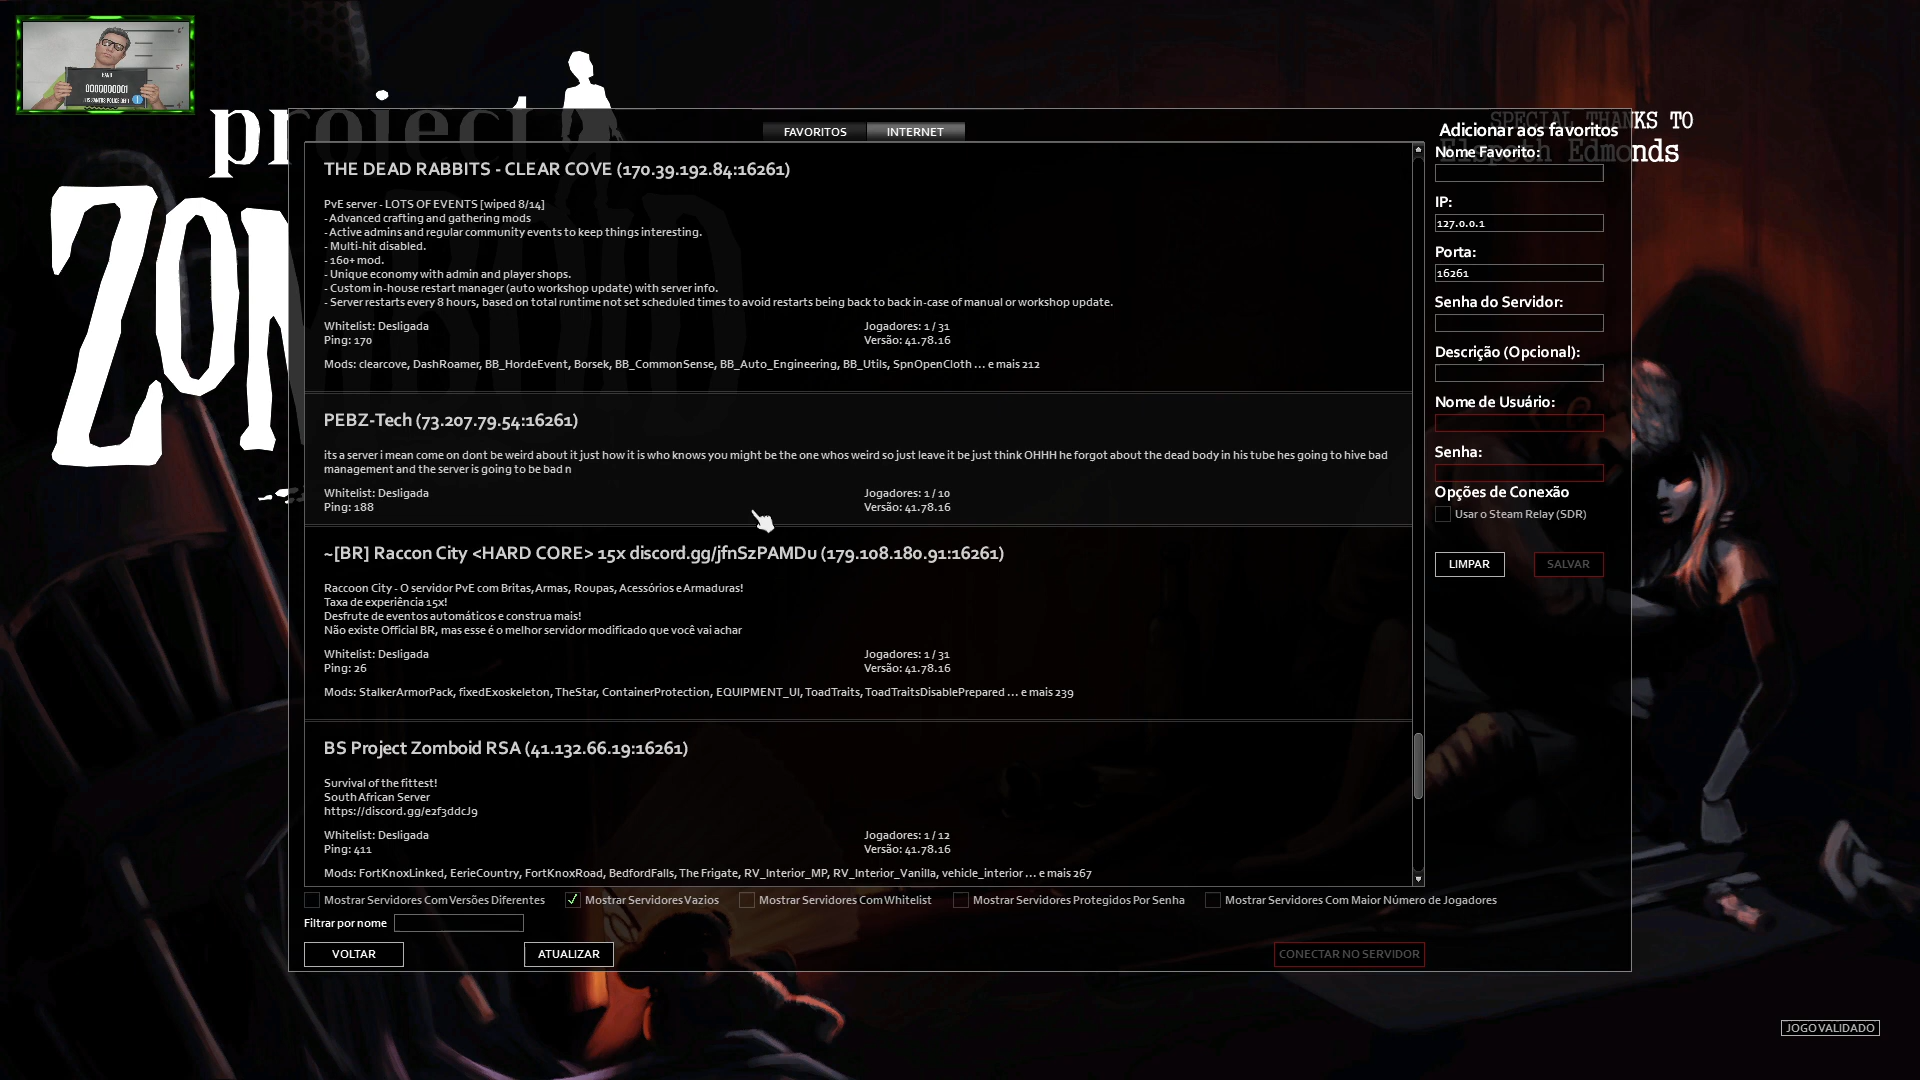 project
ZOMBOID
SPECIAL THANKS TO
Elspeth Edmonds
FAVORITOS
INTERNET
THE DEAD RABBITS - CLEAR COVE (170.39.192.84:16261)
PvE server - LOTS OF EVENTS [wiped 8/14]
- Advanced crafting and gathering mods
- Active admins and regular community events to keep things interesting.
- Multi-hit disabled.
- 160+ mod.
- Unique economy with admin and player shops.
- Custom in-house restart manager (auto workshop update) with server info.
- Server restarts every 8 hours, based on total runtime not set scheduled times to avoid restarts being back to back in-case of manual or workshop update.
Whitelist: Desligada
Jogadores: 1 / 31
Ping: 170
Versão: 41.78.16
Mods: clearcove, DashRoamer, BB_HordeEvent, Borsek, BB_CommonSense, BB_Auto_Engineering, BB_Utils, SpnOpenCloth ... e mais 212
PEBZ-Tech (73.207.79.54:16261)
its a server i mean come on dont be weird about it just how it is who knows you might be the one whos weird so just leave it be just think OHHH he forgot about the dead body in his tube hes going to hive bad
management and the server is going to be bad n
Whitelist: Desligada
Jogadores: 1 / 10
Ping: 188
Versão: 41.78.16
~[BR] Raccon City <HARD CORE> 15x discord.gg/jfnSzPAMDu (179.108.180.91:16261)
Raccoon City - O servidor PvE com Britas, Armas, Roupas, Acessórios e Armaduras!
Taxa de experiência 15x!
Desfrute de eventos automáticos e construa mais!
Não existe Official BR, mas esse é o melhor servidor modificado que você vai achar
Whitelist: Desligada
Jogadores: 1 / 31
Ping: 26
Versão: 41.78.16
Mods: StalkerArmorPack, fixedExoskeleton, TheStar, ContainerProtection, EQUIPMENT_UI, ToadTraits, ToadTraitsDisablePrepared ... e mais 239
BS Project Zomboid RSA (41.132.66.19:16261)
Survival of the fittest!
South African Server
https://discord.gg/e2f3ddcJ9
Whitelist: Desligada
Jogadores: 1 / 12
Ping: 411
Versão: 41.78.16
Mods: FortKnoxLinked, EerieCountry, FortKnoxRoad, BedfordFalls, The Frigate, RV_Interior_MP, RV_Interior_Vanilla, vehicle_interior ... e mais 267
Mostrar Servidores Com Versões Diferentes
Mostrar Servidores Vazios
Mostrar Servidores Com Whitelist
Mostrar Servidores Protegidos Por Senha
Mostrar Servidores Com Maior Número de Jogadores
Filtrar por nome
VOLTAR
ATUALIZAR
CONECTAR NO SERVIDOR
Adicionar aos favoritos
Nome Favorito:
IP:
127.0.0.1
Porta:
16261
Senha do Servidor:
Descrição (Opcional):
Nome de Usuário:
Senha:
Opções de Conexão
Usar o Steam Relay (SDR)
LIMPAR
SALVAR
JOGO VALIDADO